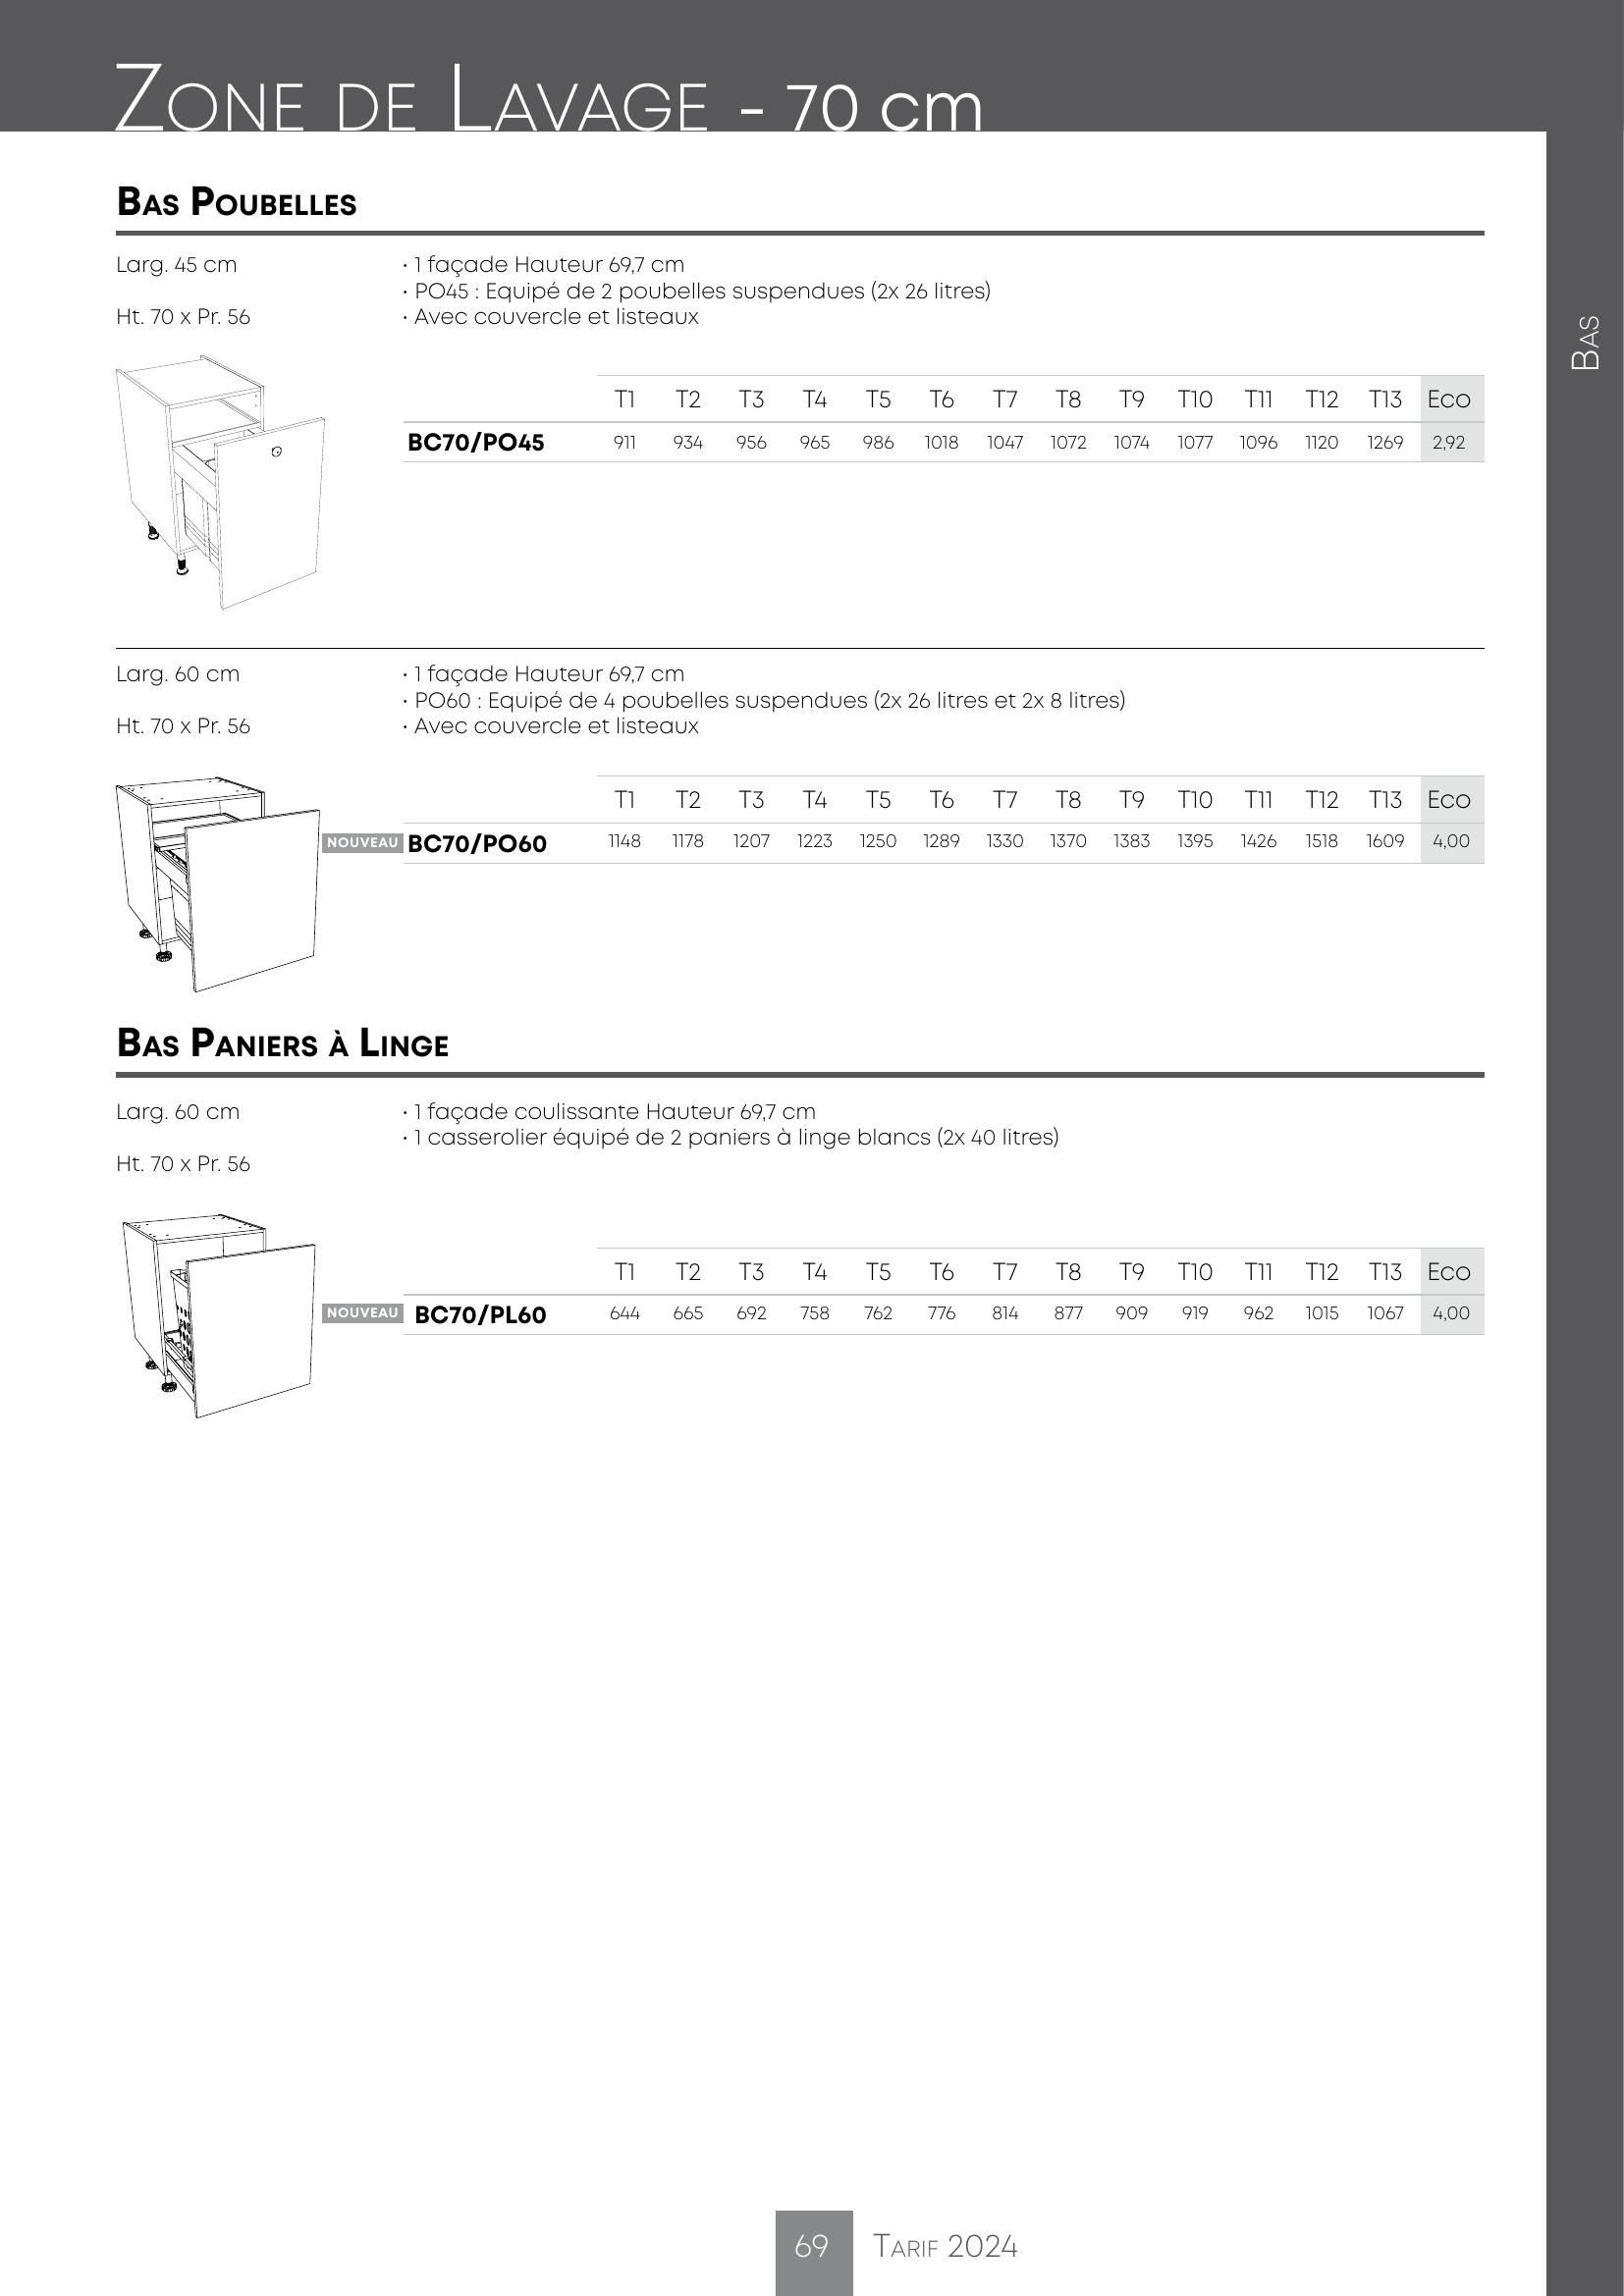 Zone de Lavage - 70 cm
Bas
Bas Poubelles
Larg. 45 cm
Ht. 70 x Pr. 56
· 1 façade Hauteur 69,7 cm
· PO45 : Equipé de 2 poubelles suspendues (2x 26 litres)
· Avec couvercle et listeaux
T1 T2 T3 T4 T5 T6 T7 T8 T9 T10 T11 T12 T13 Eco
BC70/PO45 911 934 956 965 986 1018 1047 1072 1074 1077 1096 1120 1269 2,92
Larg. 60 cm
Ht. 70 x Pr. 56
· 1 façade Hauteur 69,7 cm
· PO60 : Equipé de 4 poubelles suspendues (2x 26 litres et 2x 8 litres)
· Avec couvercle et listeaux
T1 T2 T3 T4 T5 T6 T7 T8 T9 T10 T11 T12 T13 Eco
NOUVEAU BC70/PO60 1148 1178 1207 1223 1250 1289 1330 1370 1383 1395 1426 1518 1609 4,00
Bas Paniers à Linge
Larg. 60 cm
Ht. 70 x Pr. 56
· 1 façade coulissante Hauteur 69,7 cm
· 1 casserolier équipé de 2 paniers à linge blancs (2x 40 litres)
T1 T2 T3 T4 T5 T6 T7 T8 T9 T10 T11 T12 T13 Eco
NOUVEAU BC70/PL60 644 665 692 758 762 776 814 877 909 919 962 1015 1067 4,00
69 Tarif 2024